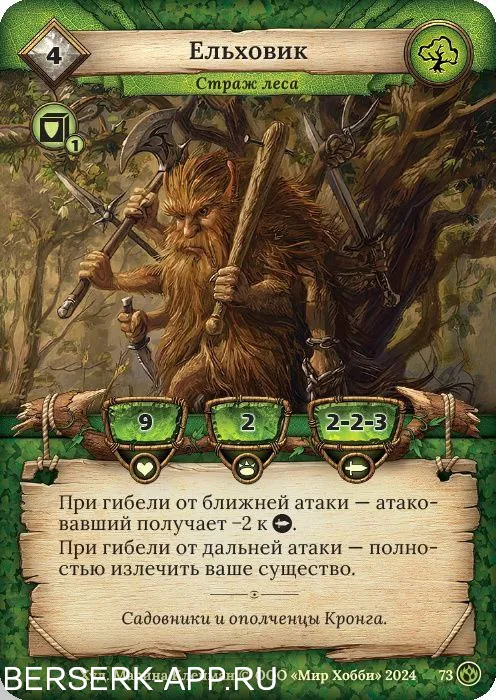 4
Ельховик
Страж леса
1
9
2
2-2-3
При гибели от ближней атаки — атако-
вавший получает −2 к .
При гибели от дальней атаки — полно-
стью излечить ваше существо.
Садовники и ополченцы Кронга.
ООО «Мир Хобби» 2024
73
BERSERK-APP.RU